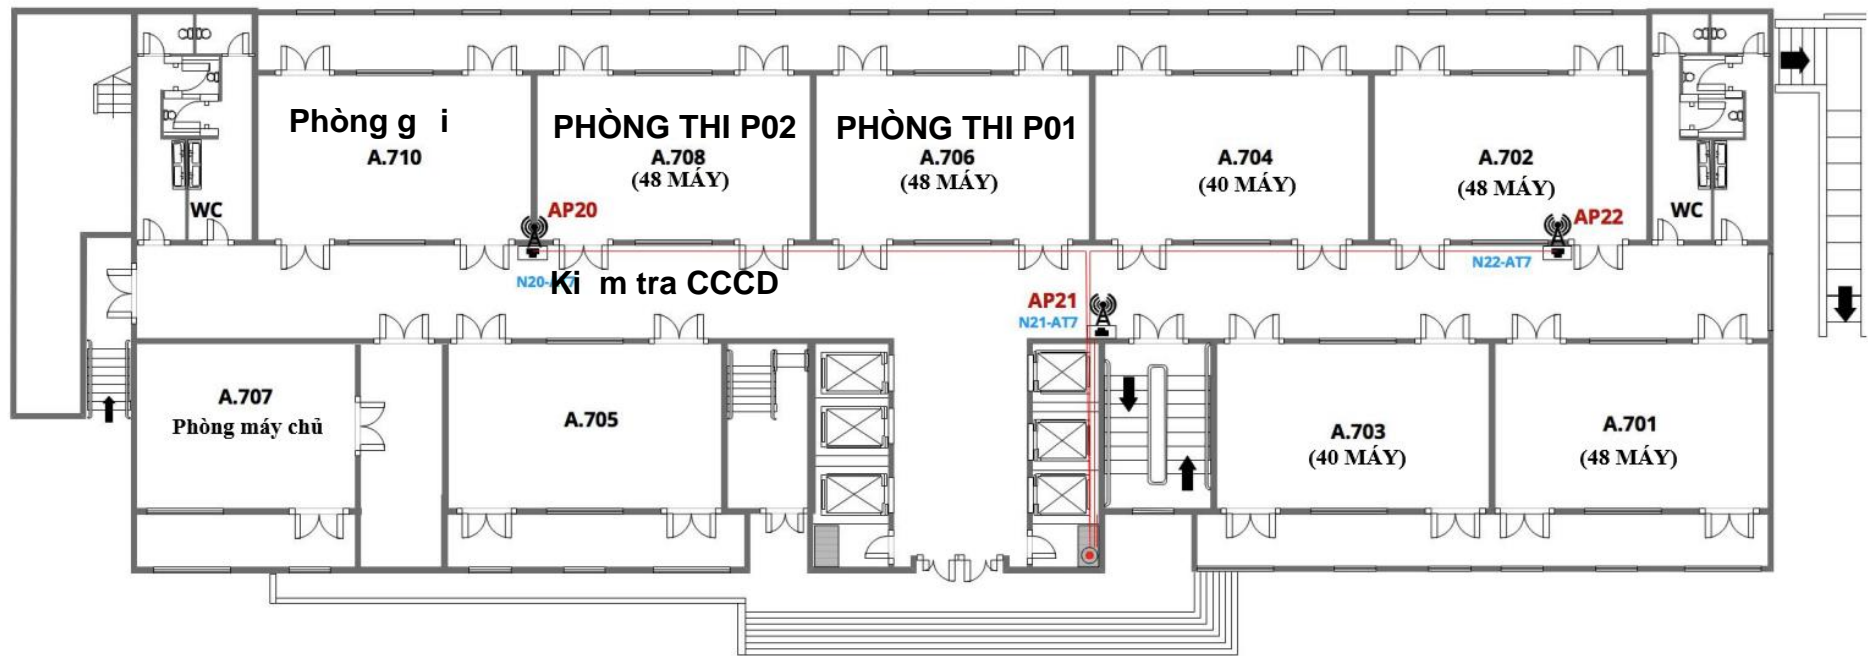 Phòng g i
A.710
PHÒNG THI P02
A.708
(48 MÁY)
PHÒNG THI P01
A.706
(48 MÁY)
A.704
(40 MÁY)
A.702
(48 MÁY)
WC
AP20
AP22
WC
N20-AT7
Ki m tra CCCD
N22-AT7
AP21
N21-AT7
A.707
Phòng máy chủ
A.705
A.703
(40 MÁY)
A.701
(48 MÁY)